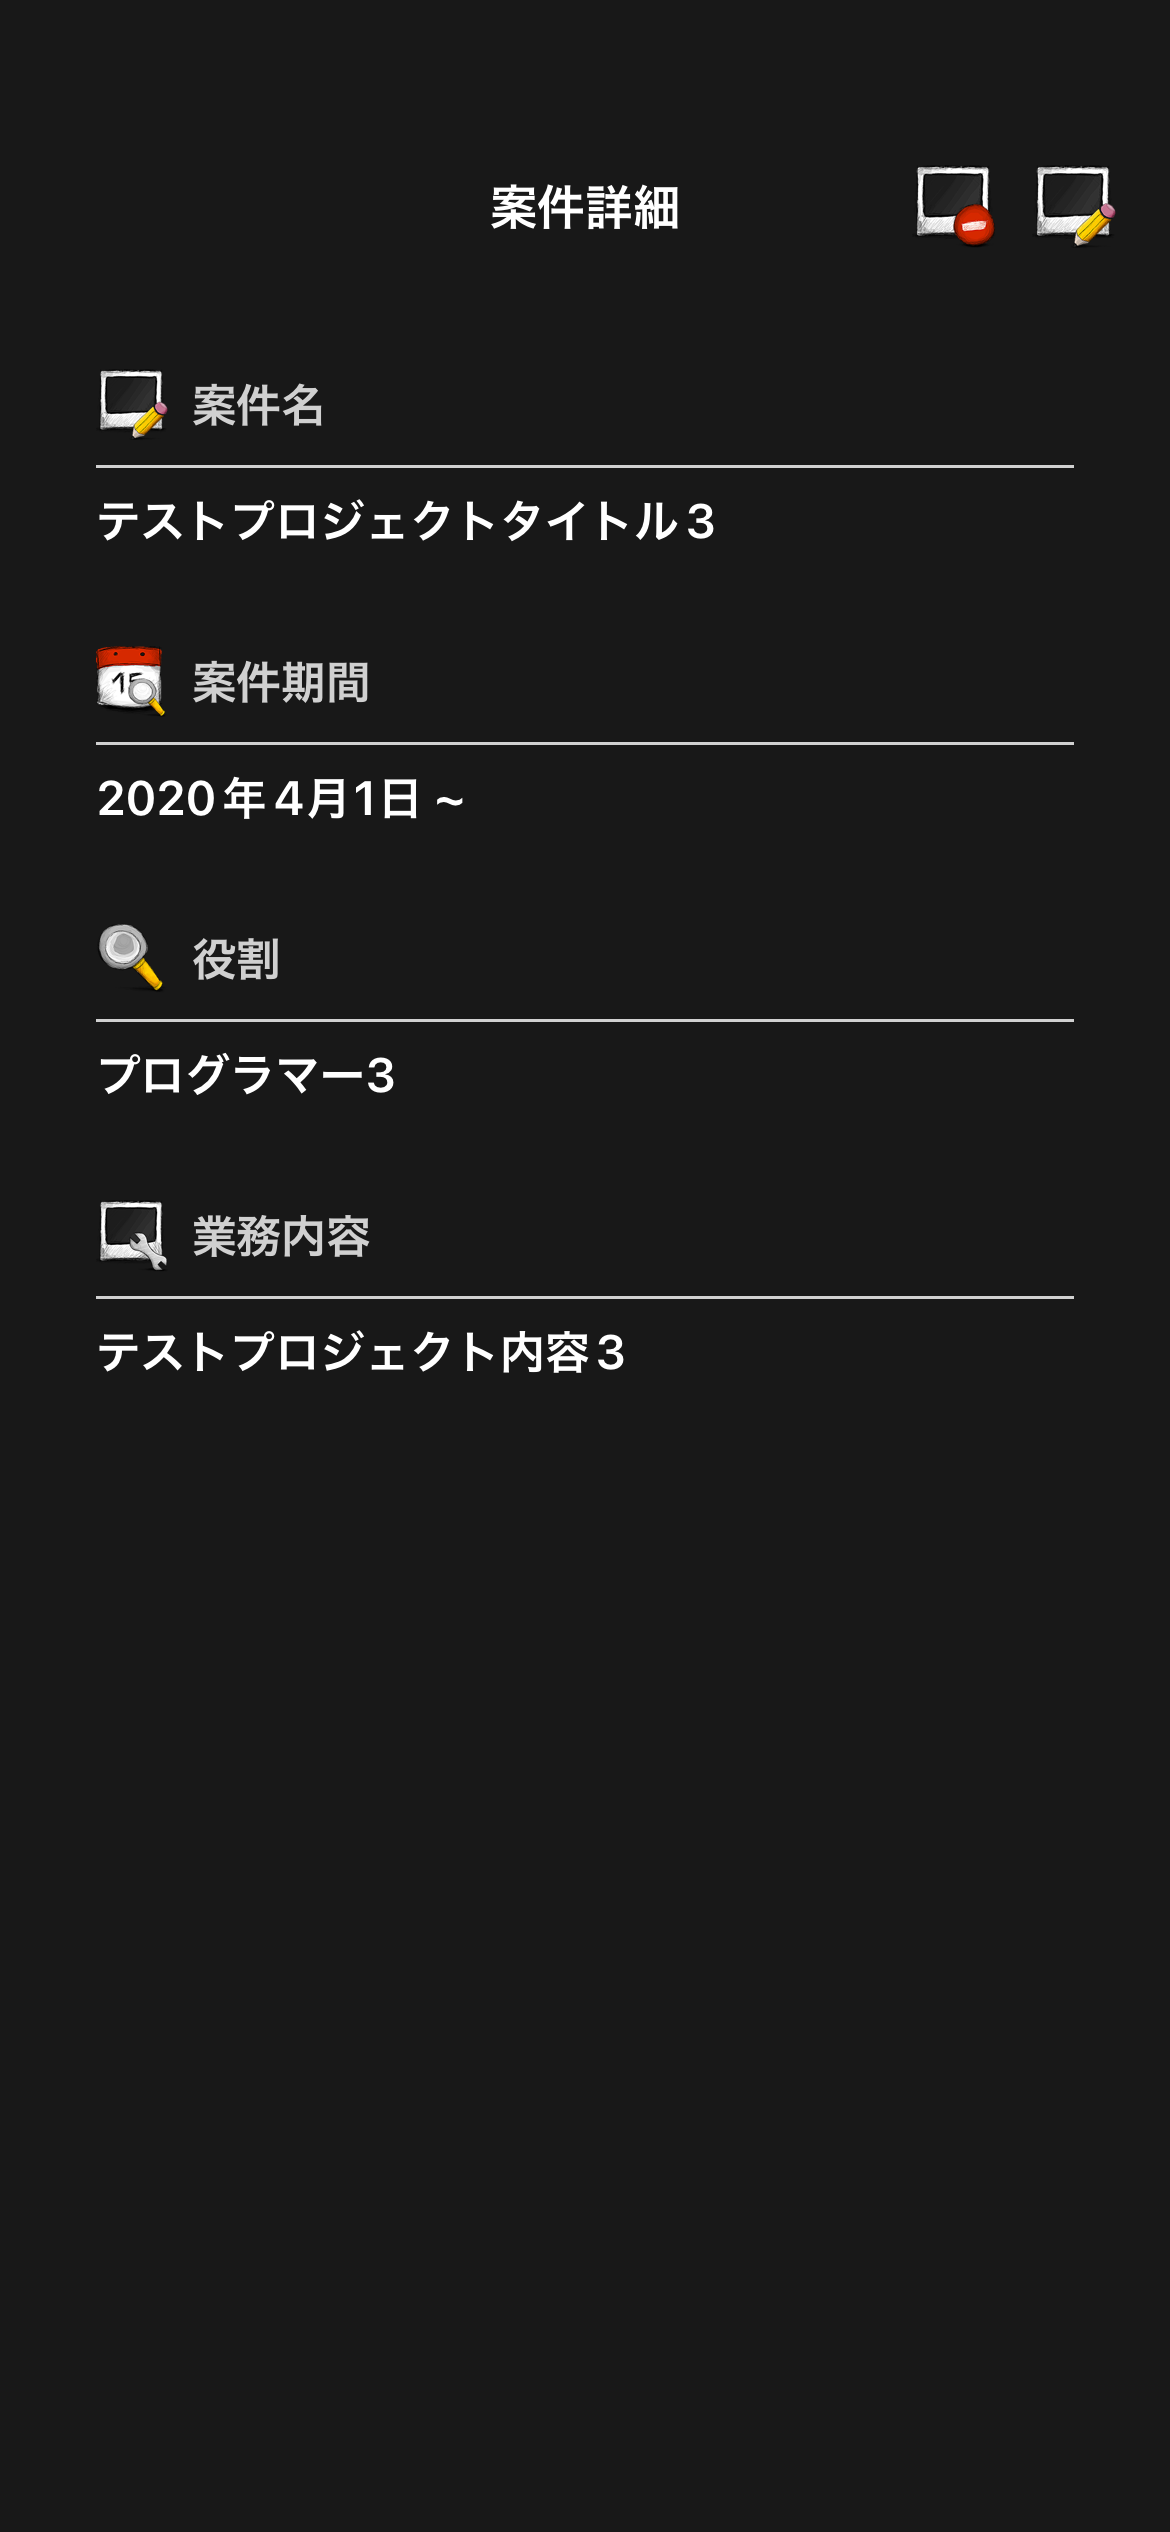 案件詳細
案件名
テストプロジェクトタイトル3
案件期間
2020年4月1日 ~
役割
プログラマー3
業務内容
テストプロジェクト内容3